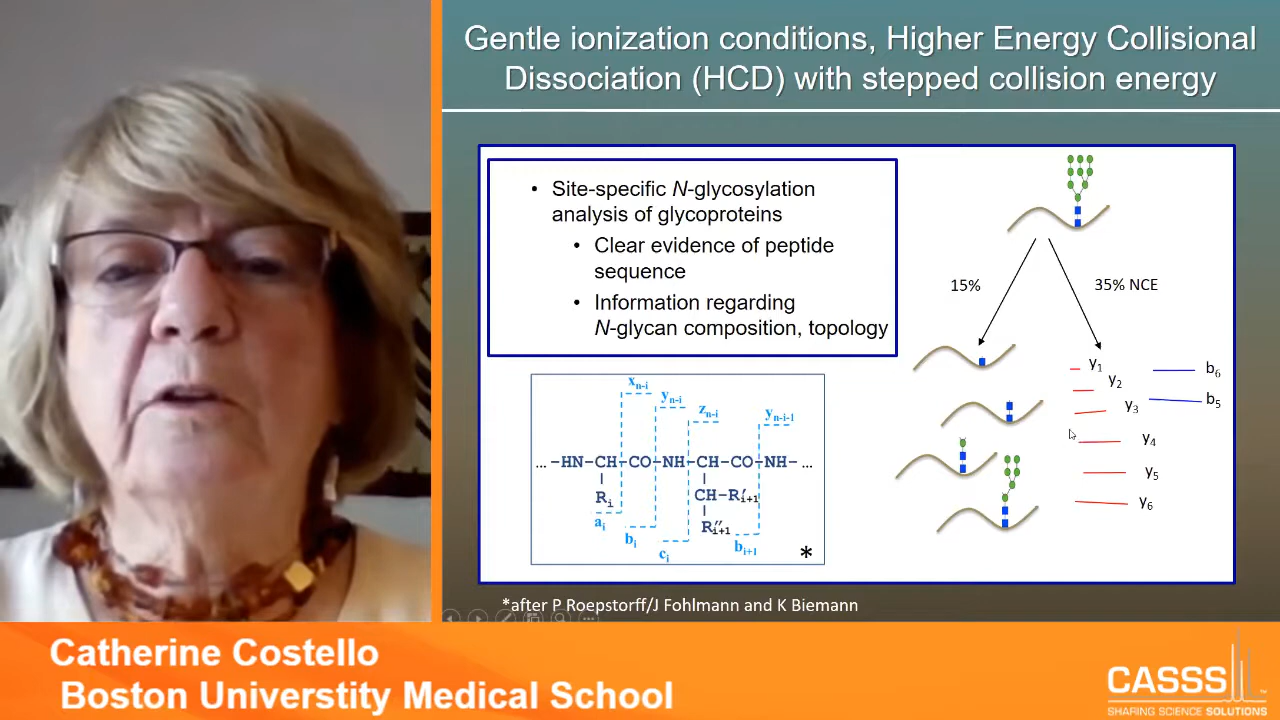 Gentle ionization conditions, Higher Energy Collisional
Dissociation (HCD) with stepped collision energy
• Site-specific N-glycosylation
analysis of glycoproteins
• Clear evidence of peptide
sequence
• Information regarding
N-glycan composition, topology
15%
35% NCE
y1
y2
y3
y4
y5
y6
b6
b5
xn-i
yn-i
zn-i
yn-i-1
... –HN–CH–CO–NH–CH–CO–NH– ...
Ri
CH–R'i+1
R''i+1
ai
bi
ci
bi+1
*
*after P Roepstorff/J Fohlmann and K Biemann
Catherine Costello
Boston Universtity Medical School
CASSS
SHARING SCIENCE SOLUTIONS